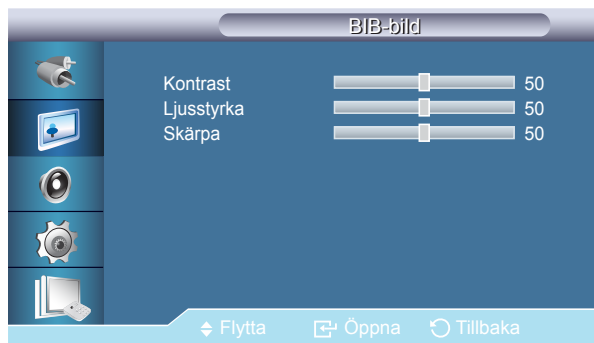 BIB-bild
Kontrast 50
Ljusstyrka 50
Skärpa 50
Flytta Öppna Tillbaka